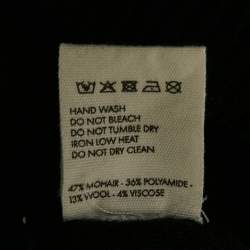 HAND WASH
DO NOT BLEACH
DO NOT TUMBLE DRY
IRON LOW HEAT
DO NOT DRY CLEAN
47% MOHAIR - 36% POLYAMIDE -
13% WOOL - 4% VISCOSE